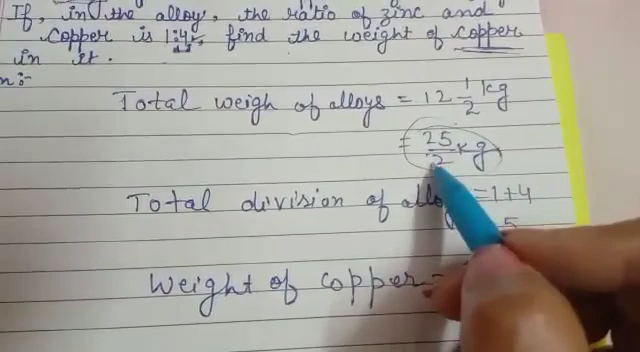 If, in the alloy, the ratio of zinc and
copper is 1:4, find the weight of copper
in it.
n:-
Total weigh of alloys = 12 1/2 kg
= 25/2 kg
Total division of alloy = 1+4
5
Weight of copper =